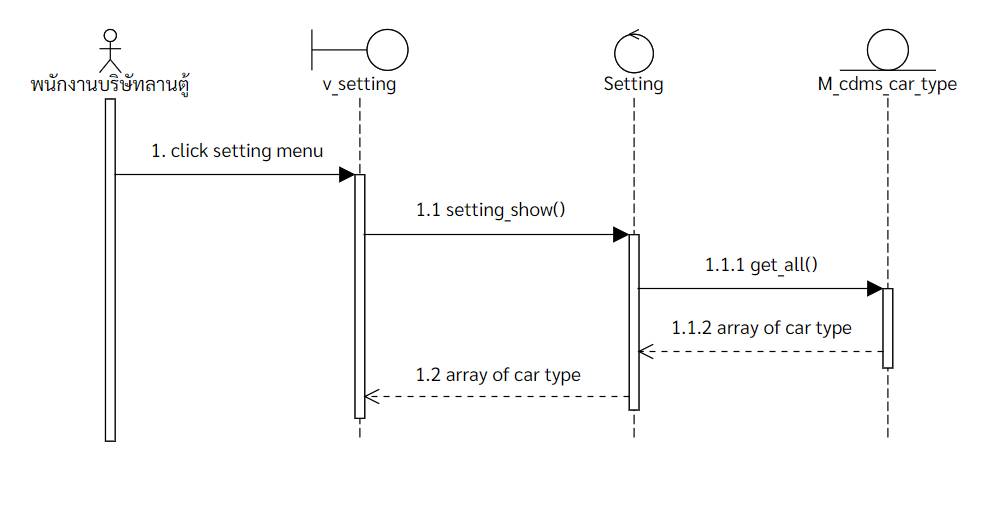 พนักงานบริษัทลานตู้
v_setting
Setting
M_cdms_car_type
1. click setting menu
1.1 setting_show()
1.1.1 get_all()
1.1.2 array of car type
1.2 array of car type